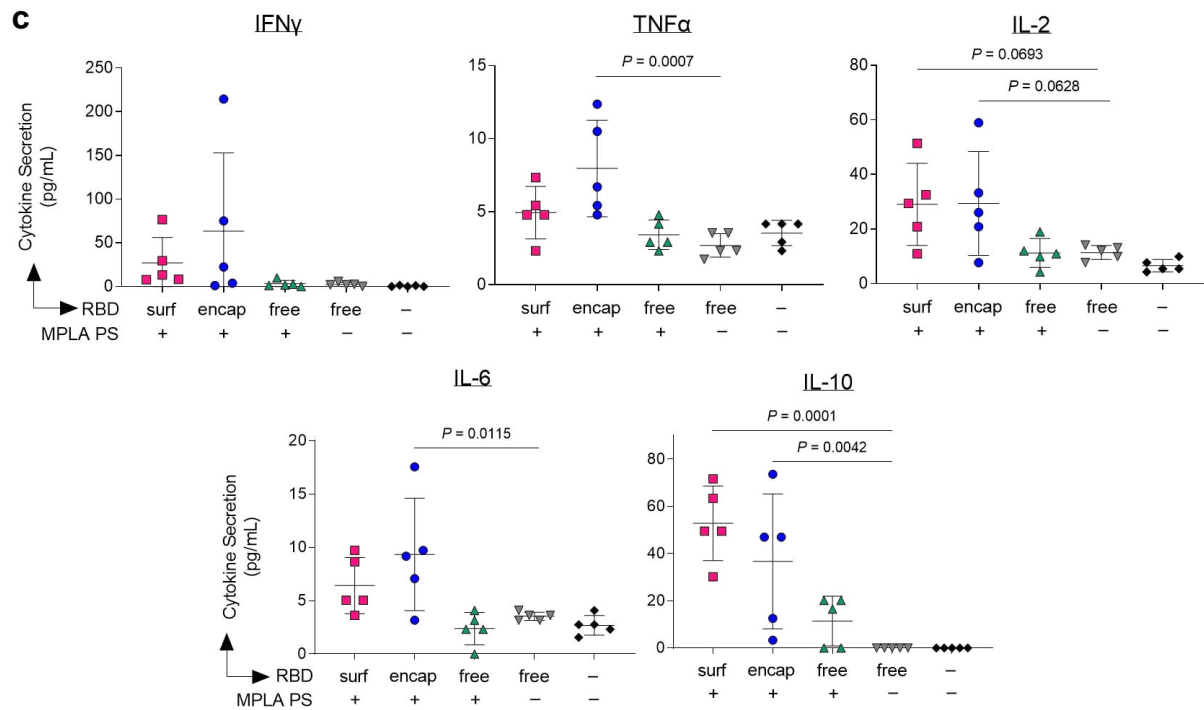 c
IFNγ
TNFα
IL-2
Cytokine Secretion
(pg/mL)
250
200
150
100
50
0
RBD surf encap free free –
MPLA PS + + + – –
15
10
5
0
P = 0.0007
surf encap free free –
+ + + – –
80
60
40
20
0
P = 0.0693
P = 0.0628
surf encap free free –
+ + + – –
IL-6
IL-10
Cytokine Secretion
(pg/mL)
20
15
10
5
0
P = 0.0115
RBD surf encap free free –
MPLA PS + + + – –
80
60
40
20
0
P = 0.0001
P = 0.0042
surf encap free free –
+ + + – –